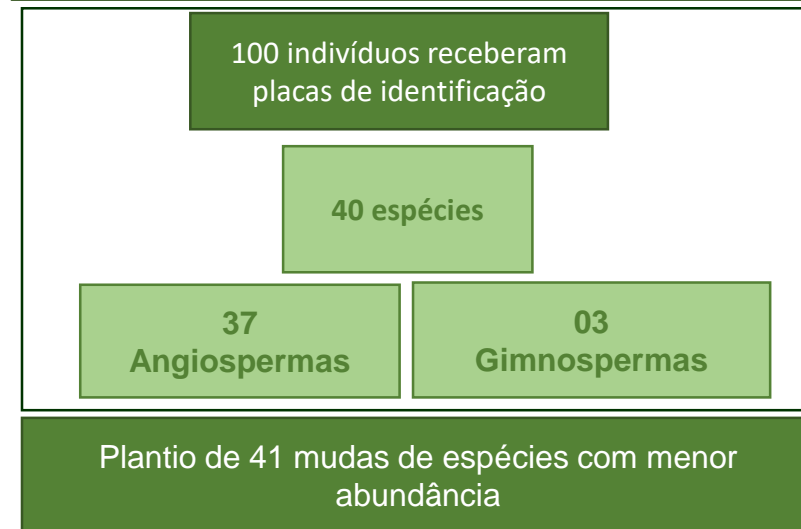 100 indivíduos receberam
placas de identificação
40 espécies
37
Angiospermas
03
Gimnospermas
Plantio de 41 mudas de espécies com menor
abundância